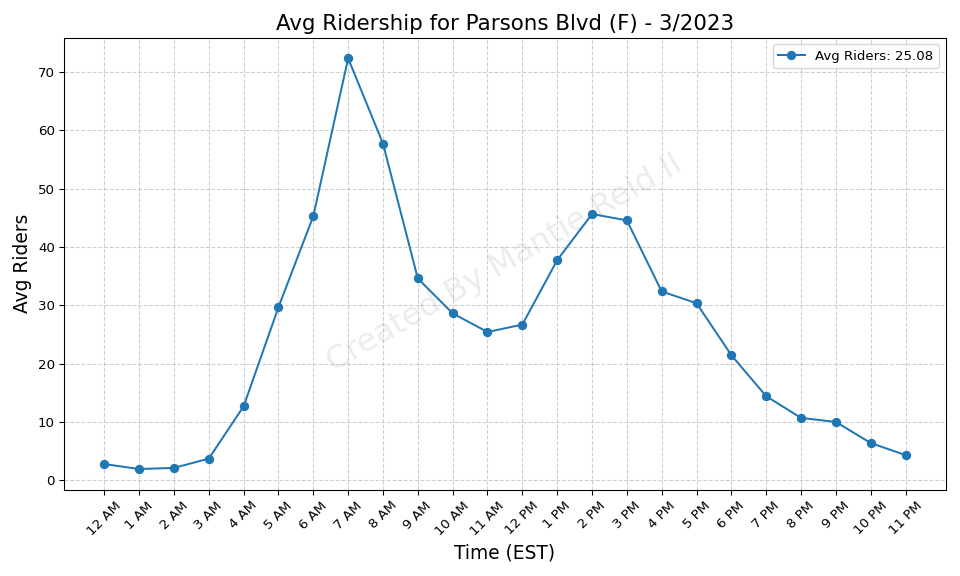 Avg Ridership for Parsons Blvd (F) - 3/2023
Avg Riders: 25.08
Avg Riders
70
60
50
40
30
20
10
0
Created By Mantle Reid II
12 AM
1 AM
2 AM
3 AM
4 AM
5 AM
6 AM
7 AM
8 AM
9 AM
10 AM
11 AM
12 PM
1 PM
2 PM
3 PM
4 PM
5 PM
6 PM
7 PM
8 PM
9 PM
10 PM
11 PM
Time (EST)